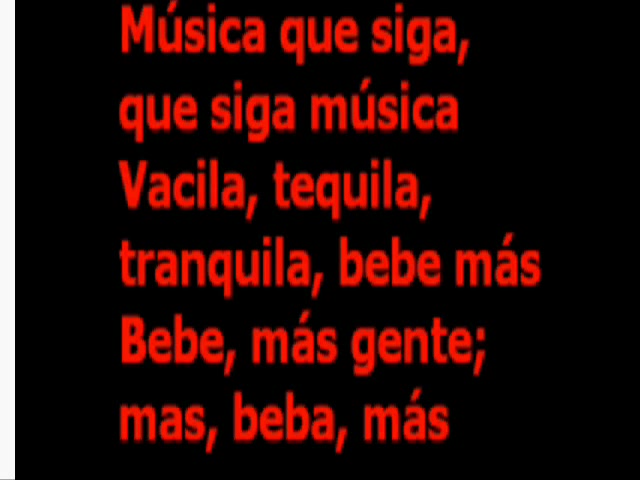 Música que siga,
que siga música
Vacila, tequila,
tranquila, bebe más
Bebe, más gente;
mas, beba, más